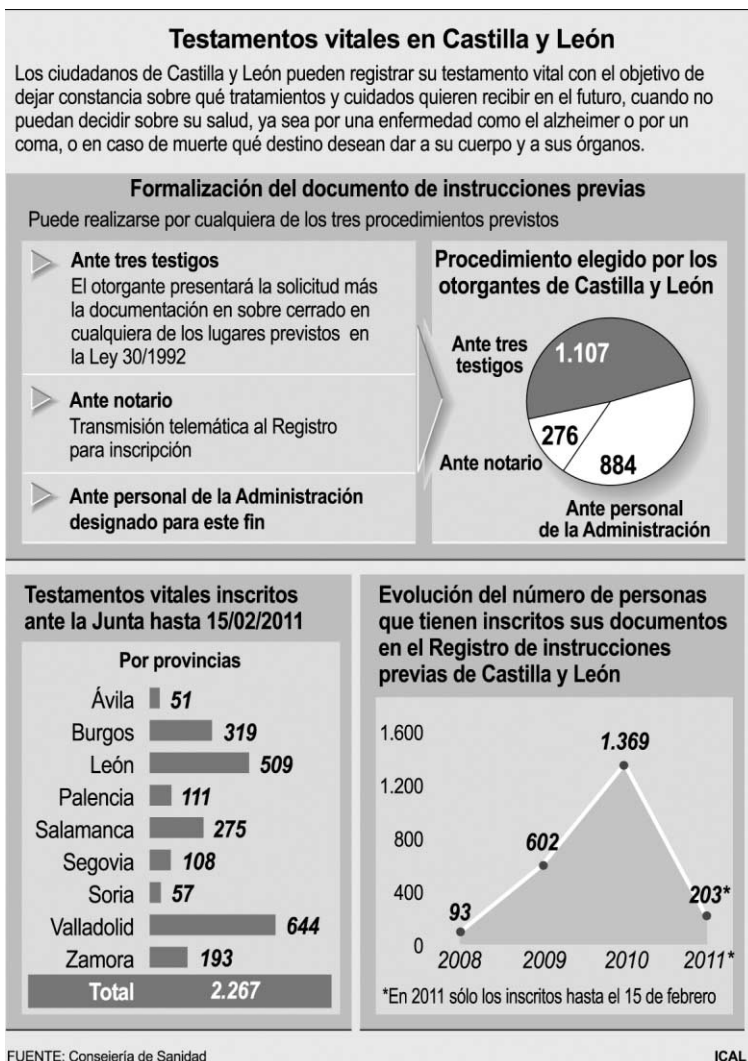 Testamentos vitales en Castilla y León
Los ciudadanos de Castilla y León pueden registrar su testamento vital con el objetivo de
dejar constancia sobre qué tratamientos y cuidados quieren recibir en el futuro, cuando no
puedan decidir sobre su salud, ya sea por una enfermedad como el alzheimer o por un
coma, o en caso de muerte qué destino desean dar a su cuerpo y a sus órganos.
Formalización del documento de instrucciones previas
Puede realizarse por cualquiera de los tres procedimientos previstos
Ante tres testigos
El otorgante presentará la solicitud más
la documentación en sobre cerrado en
cualquiera de los lugares previstos en
la Ley 30/1992
Ante notario
Transmisión telemática al Registro
para inscripción
Ante personal de la Administración
designado para este fin
Procedimiento elegido por los
otorgantes de Castilla y León
Ante tres
testigos
1.107
276
Ante notario
884
Ante personal
de la Administración
Testamentos vitales inscritos
ante la Junta hasta 15/02/2011
Por provincias
Ávila 51
Burgos 319
León 509
Palencia 111
Salamanca 275
Segovia 108
Soria 57
Valladolid 644
Zamora 193
Total 2.267
Evolución del número de personas
que tienen inscritos sus documentos
en el Registro de instrucciones
previas de Castilla y León
1.600
1.200
800
400
0
93
602
1.369
203*
2008 2009 2010 2011*
*En 2011 sólo los inscritos hasta el 15 de febrero
FUENTE: Consejería de Sanidad
ICAL